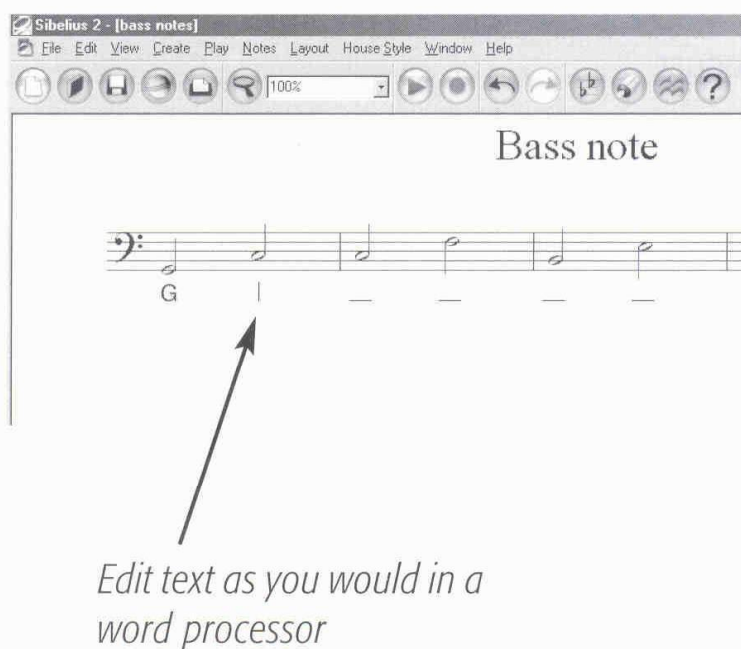 Sibelius 2 - [bass notes]
File Edit View Create Play Notes Layout House Style Window Help
100%
Bass note
G
Edit text as you would in a
word processor